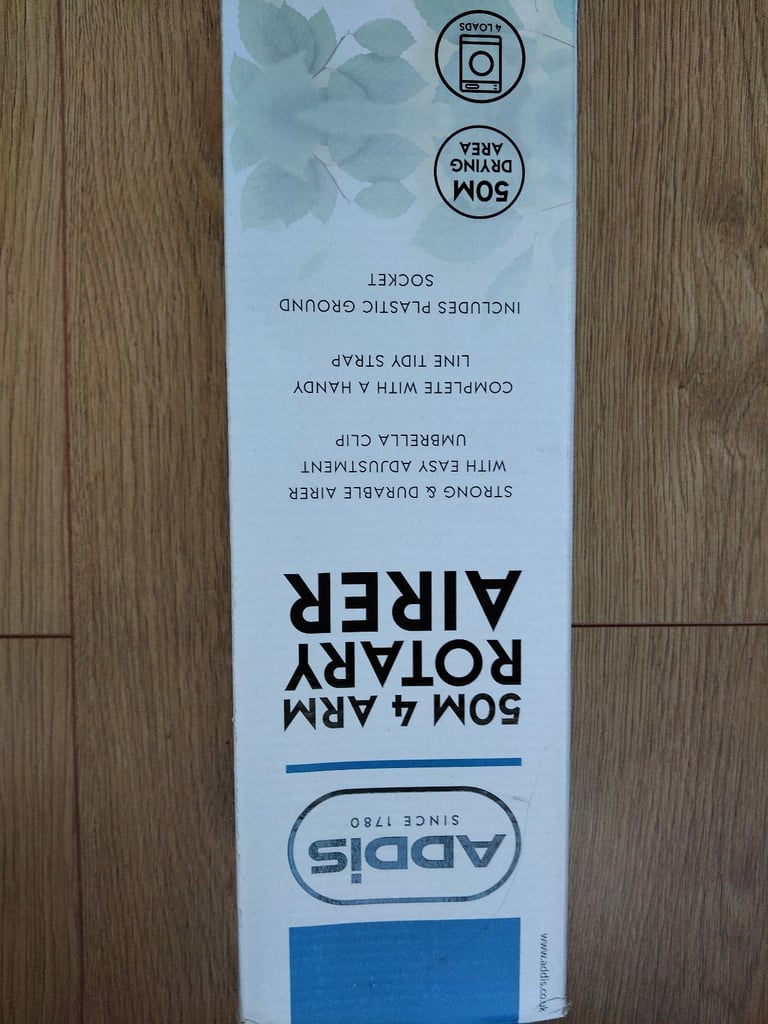 www.addis.co.uk
ADDIS
SINCE 1780
50M 4 ARM
ROTARY
AIRER
STRONG & DURABLE AIRER
WITH EASY ADJUSTMENT
UMBRELLA CLIP
COMPLETE WITH A HANDY
LINE TIDY STRAP
INCLUDES PLASTIC GROUND
SOCKET
50M
DRYING
AREA
4 LOADS